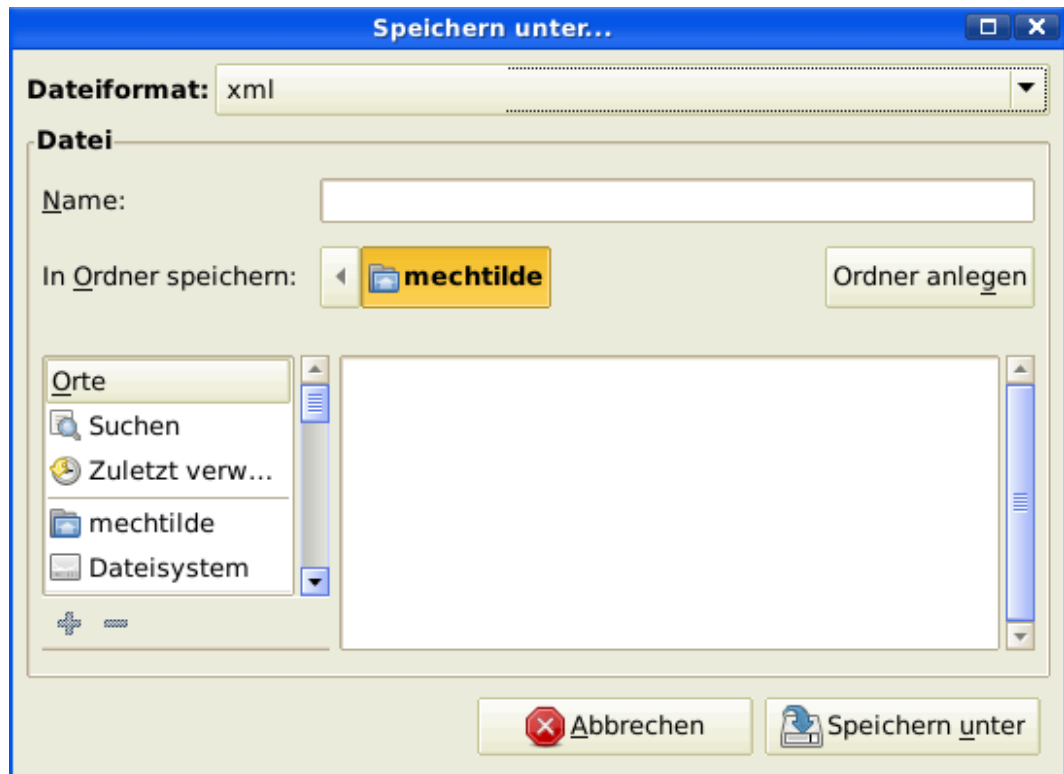 Speichern unter...
Dateiformat: xml
Datei
Name:
In Ordner speichern: mechtilde Ordner anlegen
Orte
Suchen
Zuletzt verw...
mechtilde
Dateisystem
Abbrechen Speichern unter